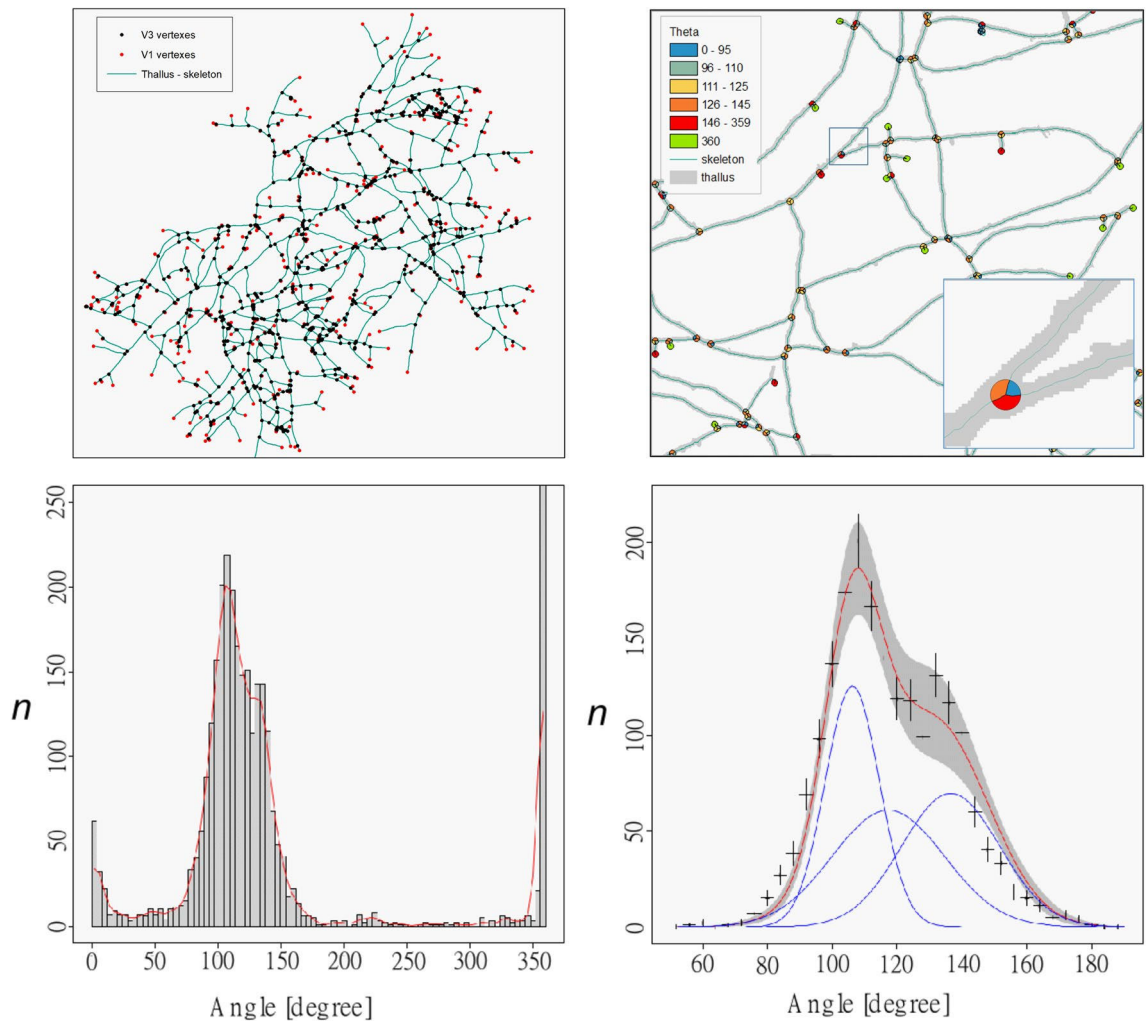 V3 vertexes
V1 vertexes
Thallus - skeleton
Theta
0 - 95
96 - 110
111 - 125
126 - 145
146 - 359
360
skeleton
thallus
250
200
150
100
50
0
n
0 50 100 150 200 250 300 350
Angle [degree]
200
150
100
50
0
n
60 80 100 120 140 160 180
Angle [degree]